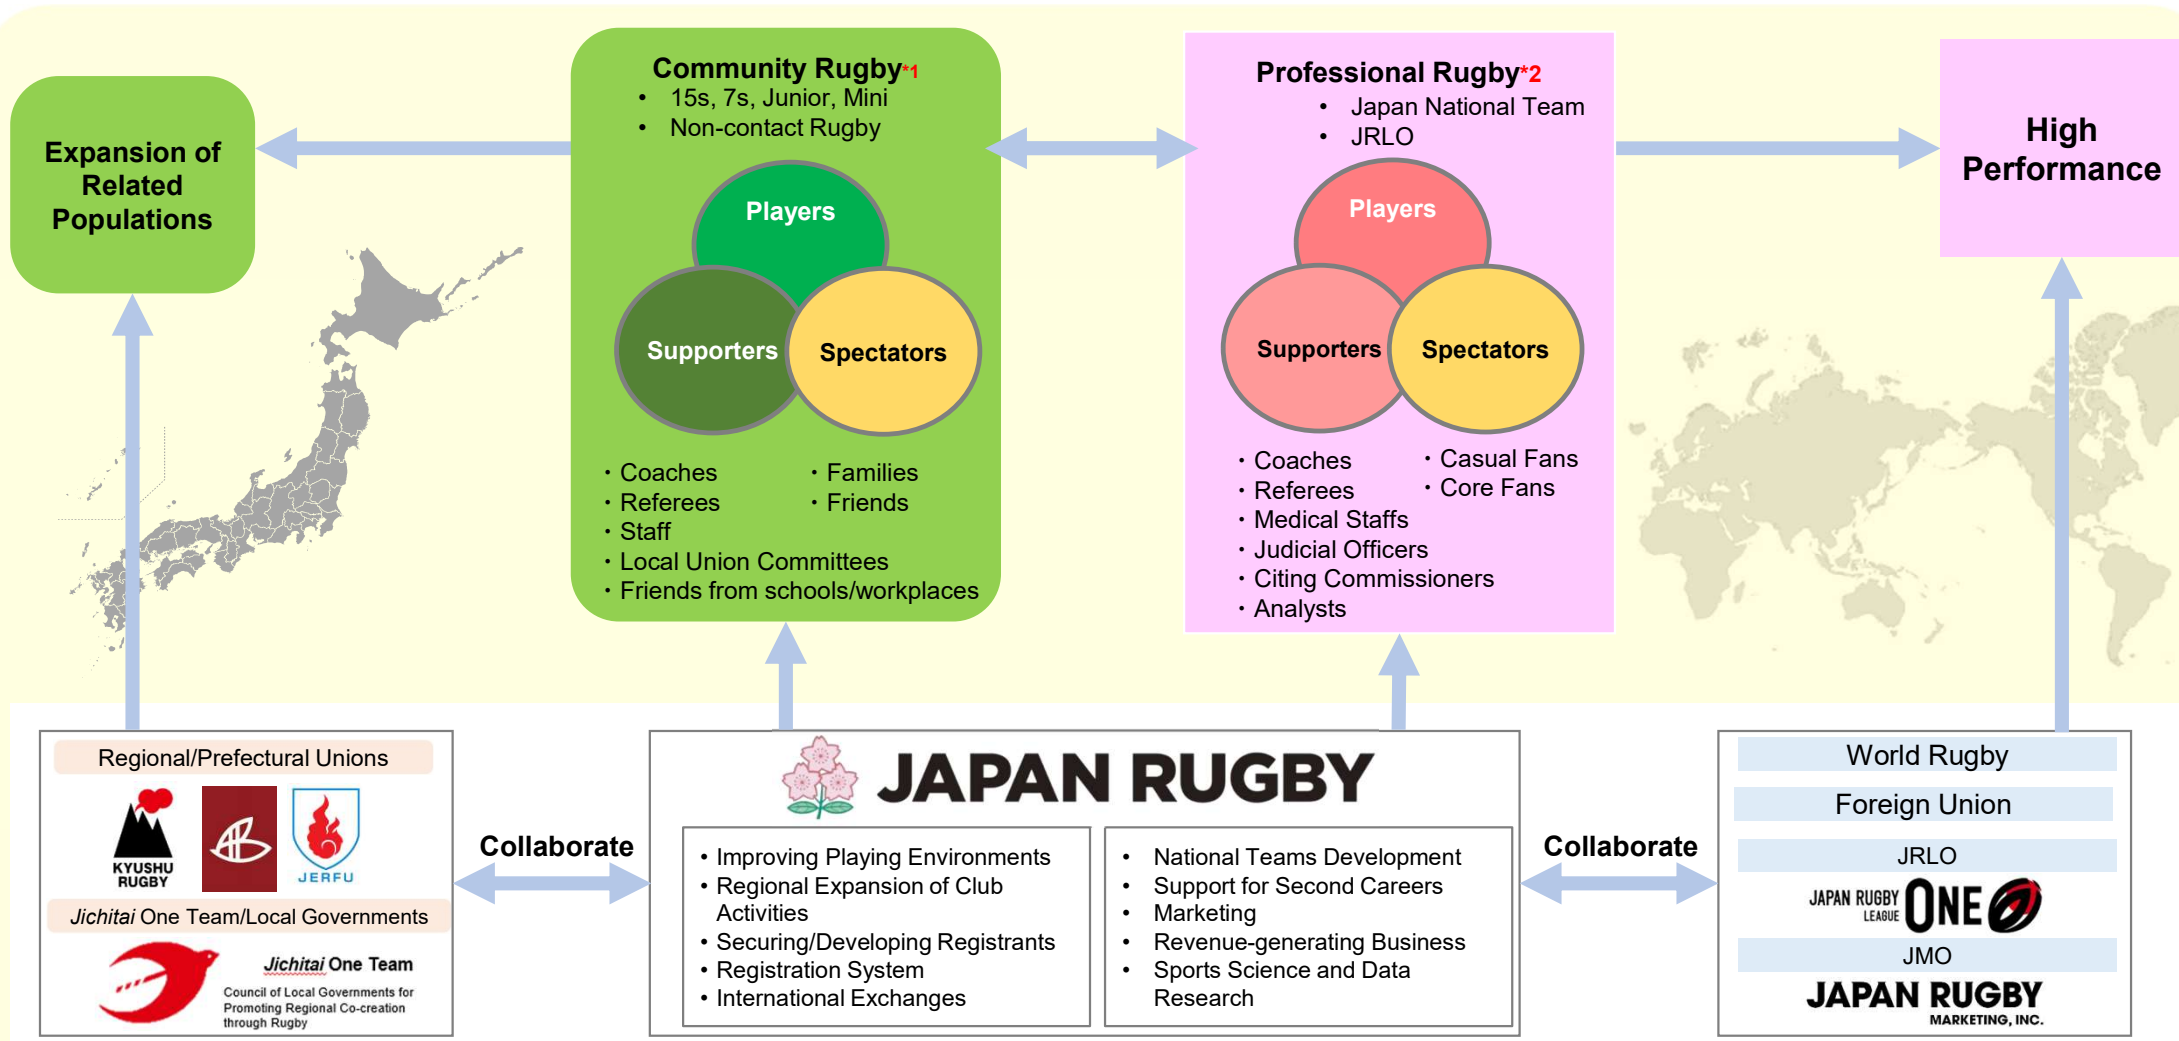 Expansion of
Related
Populations
Community Rugby*1
• 15s, 7s, Junior, Mini
• Non-contact Rugby
Players
Supporters
Spectators
・Coaches
・Referees
・Staff
・Local Union Committees
・Friends from schools/workplaces
・Families
・Friends
Professional Rugby*2
• Japan National Team
• JRLO
Players
Supporters
Spectators
・Coaches
・Referees
・Medical Staffs
・Judicial Officers
・Citing Commissioners
・Analysts
・Casual Fans
・Core Fans
High
Performance
Regional/Prefectural Unions
KYUSHU
RUGBY
JERFU
Jichitai One Team/Local Governments
Jichitai One Team
Council of Local Governments for
Promoting Regional Co-creation
through Rugby
Collaborate
JAPAN RUGBY
• Improving Playing Environments
• Regional Expansion of Club
Activities
• Securing/Developing Registrants
• Registration System
• International Exchanges
• National Teams Development
• Support for Second Careers
• Marketing
• Revenue-generating Business
• Sports Science and Data
Research
Collaborate
World Rugby
Foreign Union
JRLO
JAPAN RUGBY
LEAGUE ONE
JMO
JAPAN RUGBY
MARKETING, INC.